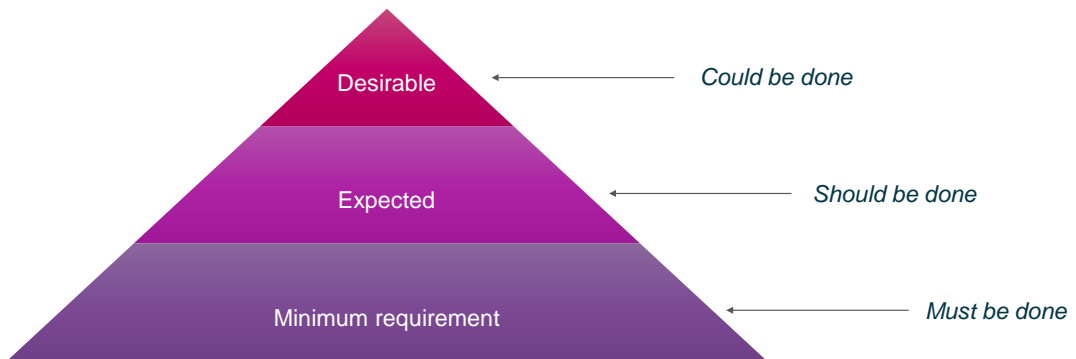 Desirable
Could be done
Expected
Should be done
Minimum requirement
Must be done